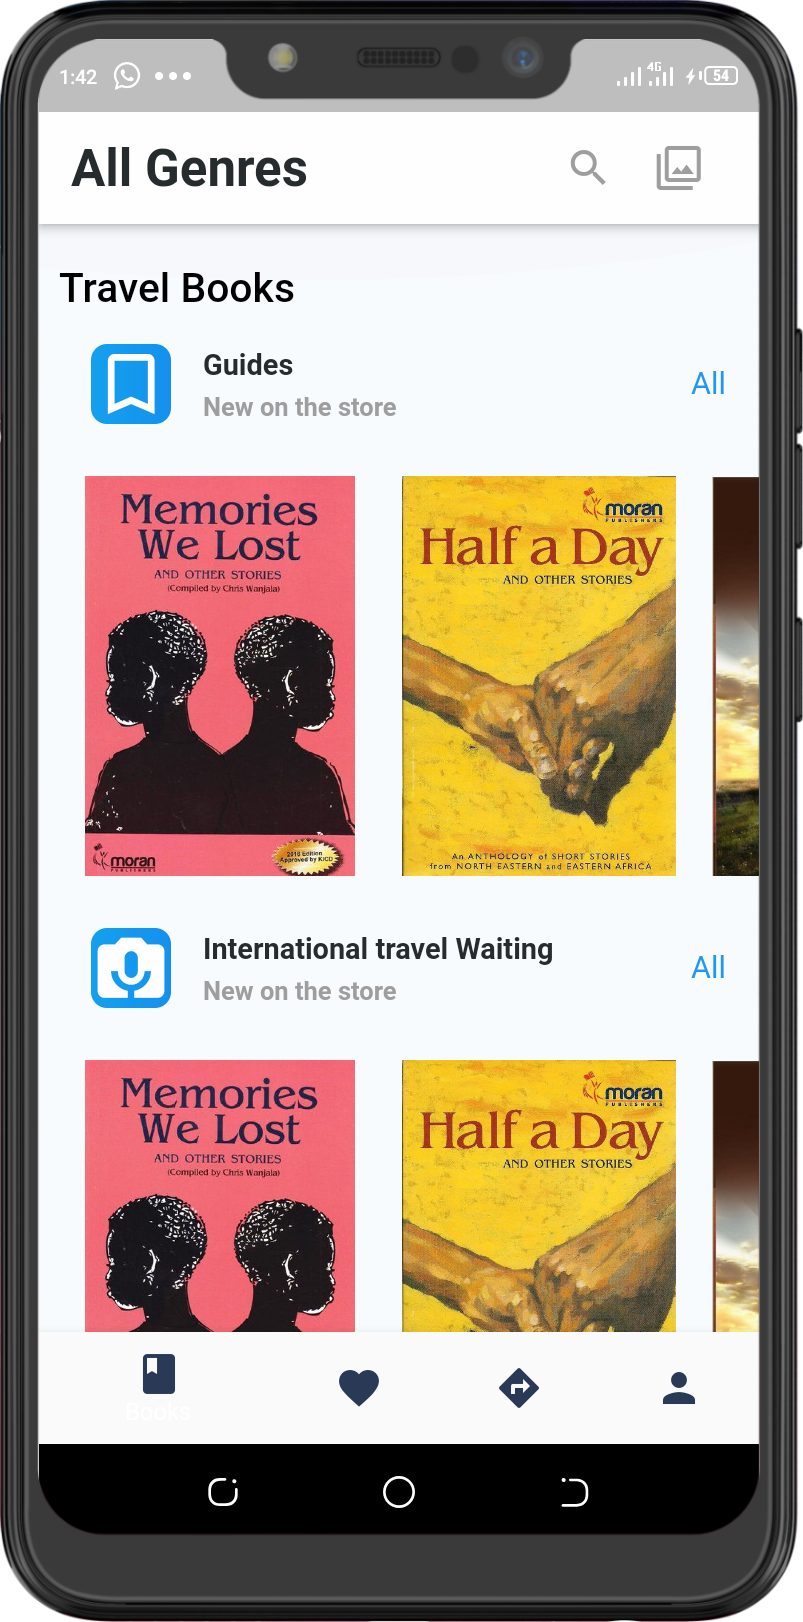 1:42
4G
54
All Genres
Travel Books
Guides
New on the store
All
Memories
We Lost
AND OTHER STORIES
(Compiled by Chris Wanjala)
moran
PUBLISHERS
2010 Edition
Approved by KICD
moran
PUBLISHERS
Half a Day
AND OTHER STORIES
An ANTHOLOGY of SHORT STORIES
from NORTH EASTERN and EASTERN AFRICA
International travel Waiting
New on the store
All
Memories
We Lost
AND OTHER STORIES
(Compiled by Chris Wanjala)
moran
PUBLISHERS
Half a Day
AND OTHER STORIES
Books